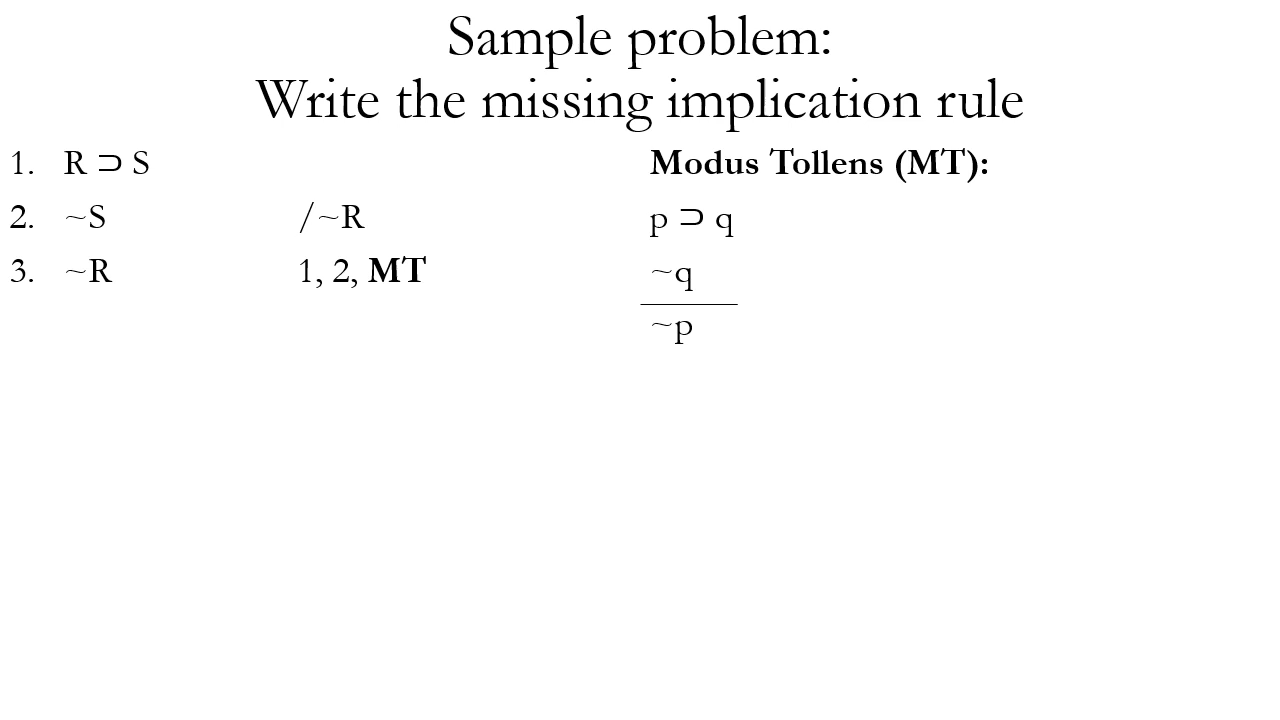 Sample problem:
Write the missing implication rule
1. R ⊃ S
2. ~S /~R
3. ~R 1, 2, MT
Modus Tollens (MT):
p ⊃ q
~q
~p